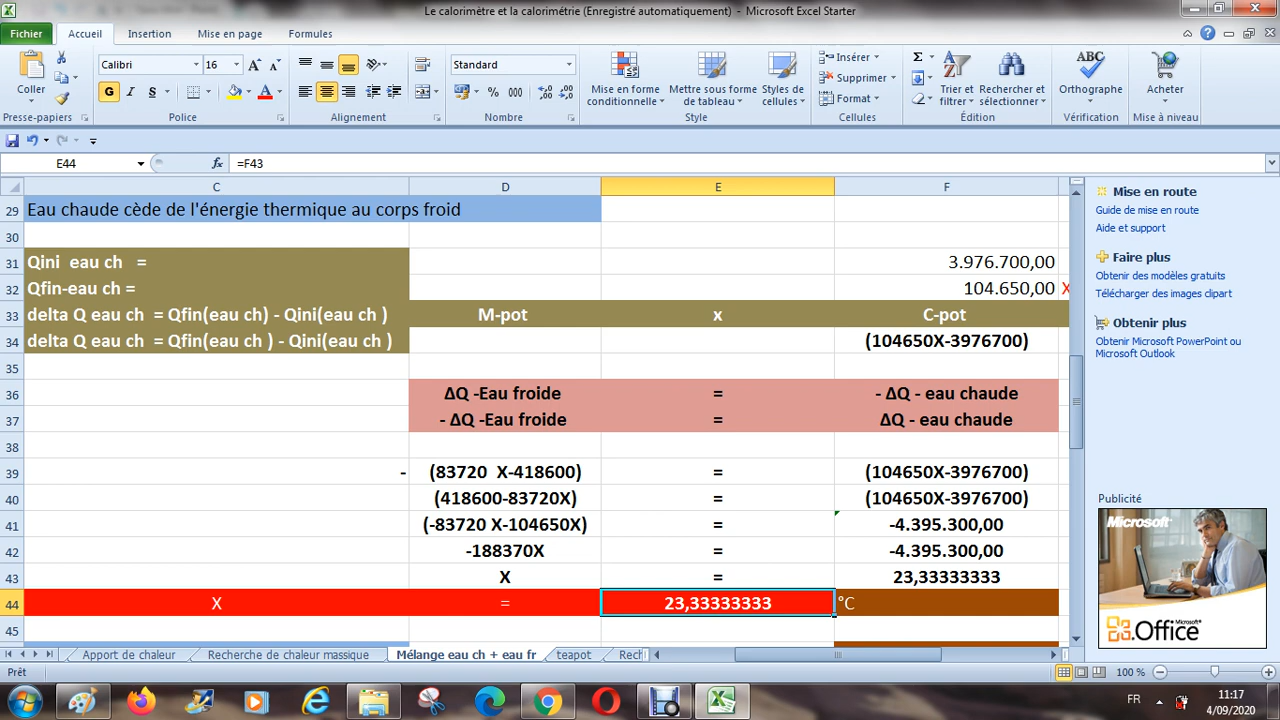 Le calorimètre et la calorimétrie (Enregistré automatiquement) - Microsoft Excel Starter
Fichier Accueil Insertion Mise en page Formules
Calibri 16 Standard
Coller
G I S
% 000
Mise en forme conditionnelle
Mettre sous forme de tableau
Styles de cellules
Insérer
Supprimer
Format
Σ
Trier et filtrer
Rechercher et sélectionner
ABC
Orthographe
Acheter
Presse-papiers Police Alignement Nombre Style Cellules Édition Vérification Mise à niveau
E44 fx =F43
C D E F
29 Eau chaude cède de l'énergie thermique au corps froid
30
31 Qini eau ch = 3.976.700,00
32 Qfin-eau ch = 104.650,00 X
33 delta Q eau ch = Qfin(eau ch) - Qini(eau ch ) M-pot x C-pot
34 delta Q eau ch = Qfin(eau ch ) - Qini(eau ch ) (104650X-3976700)
35
36 ΔQ -Eau froide = - ΔQ - eau chaude
37 - ΔQ -Eau froide = ΔQ - eau chaude
38
39 - (83720 X-418600) = (104650X-3976700)
40 (418600-83720X) = (104650X-3976700)
41 (-83720 X-104650X) = -4.395.300,00
42 -188370X = -4.395.300,00
43 X = 23,33333333
44 X = 23,33333333 °C
45
Mise en route
Guide de mise en route
Aide et support
Faire plus
Obtenir des modèles gratuits
Télécharger des images clipart
Obtenir plus
Obtenir Microsoft PowerPoint ou
Microsoft Outlook
Publicité
Microsoft
Office
Apport de chaleur Recherche de chaleur massique Mélange eau ch + eau fr teapot Rech
Prêt 100 %
FR 11:17
4/09/2020